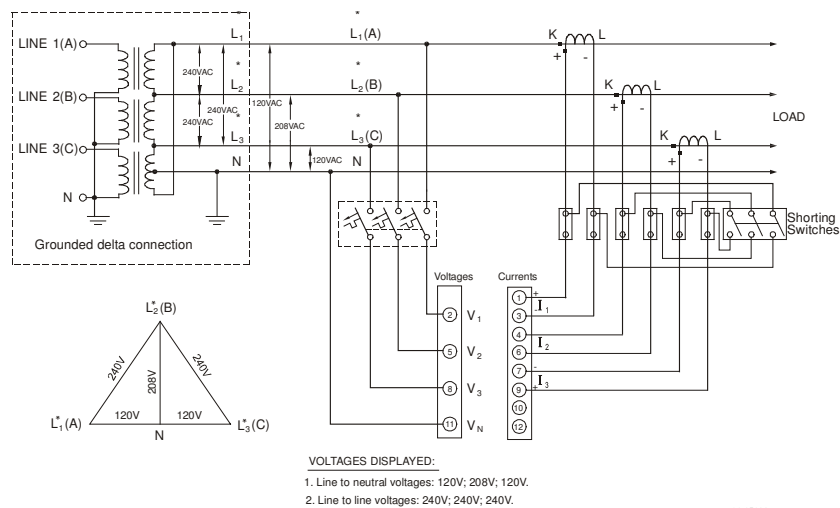 LINE 1(A)
LINE 2(B)
LINE 3(C)
N
Grounded delta connection
*
L1
*
L2
*
L3
N
240VAC
240VAC
240VAC
120VAC
208VAC
120VAC
*
L1(A)
*
L2(B)
*
L3(C)
N
K L
+ -
K L
+ -
K L
+ -
LOAD
Shorting
Switches
Voltages
Currents
2 V1
5 V2
8 V3
11 VN
1 +
3 - I1
4
6 I2
7 -
9 + I3
10
12
L2*(B)
240V
208V
240V
120V
120V
L1*(A)
N
L3*(C)
VOLTAGES DISPLAYED:
1. Line to neutral voltages: 120V; 208V; 120V.
2. Line to line voltages: 240V; 240V; 240V.